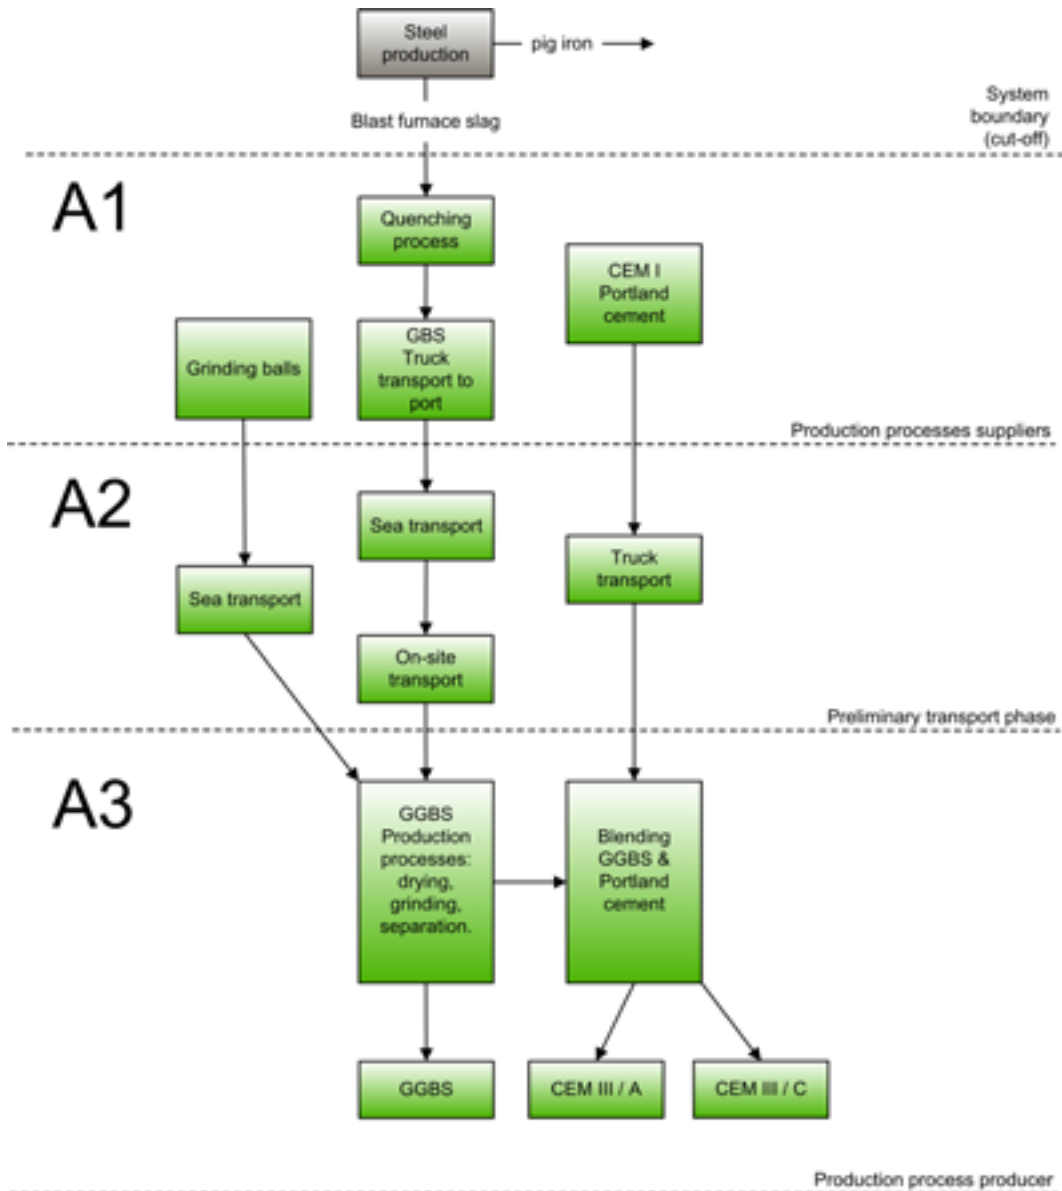 Steel
production
pig iron
Blast furnace slag
System
boundary
(cut-off)
A1
Quenching
process
CEM I
Portland
cement
Grinding balls
GBS
Truck
transport to
port
Production processes suppliers
A2
Sea transport
Truck
transport
Sea transport
On-site
transport
Preliminary transport phase
A3
GGBS
Production
processes:
drying,
grinding,
separation.
Blending
GGBS &
Portland
cement
GGBS
CEM III / A
CEM III / C
Production process producer